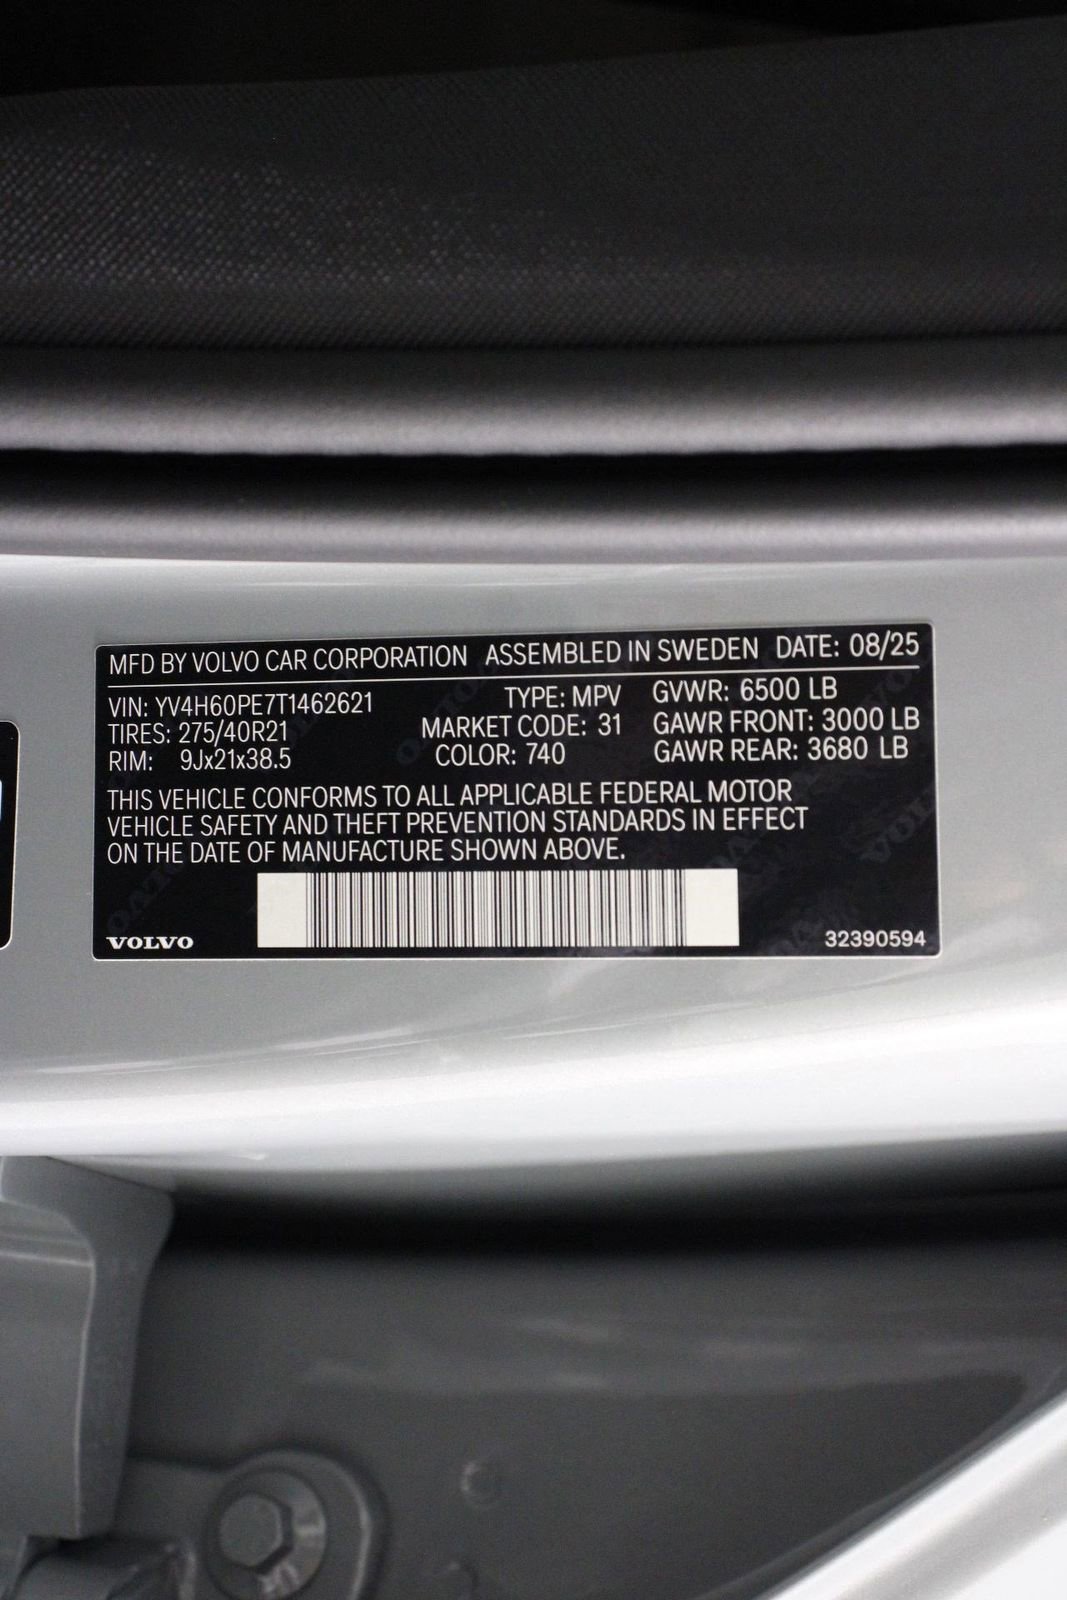 MFD BY VOLVO CAR CORPORATION ASSEMBLED IN SWEDEN DATE: 08/25
VIN: YV4H60PE7T1462621 TYPE: MPV GVWR: 6500 LB
TIRES: 275/40R21 MARKET CODE: 31 GAWR FRONT: 3000 LB
RIM: 9Jx21x38.5 COLOR: 740 GAWR REAR: 3680 LB
THIS VEHICLE CONFORMS TO ALL APPLICABLE FEDERAL MOTOR
VEHICLE SAFETY AND THEFT PREVENTION STANDARDS IN EFFECT
ON THE DATE OF MANUFACTURE SHOWN ABOVE.
VOLVO 32390594